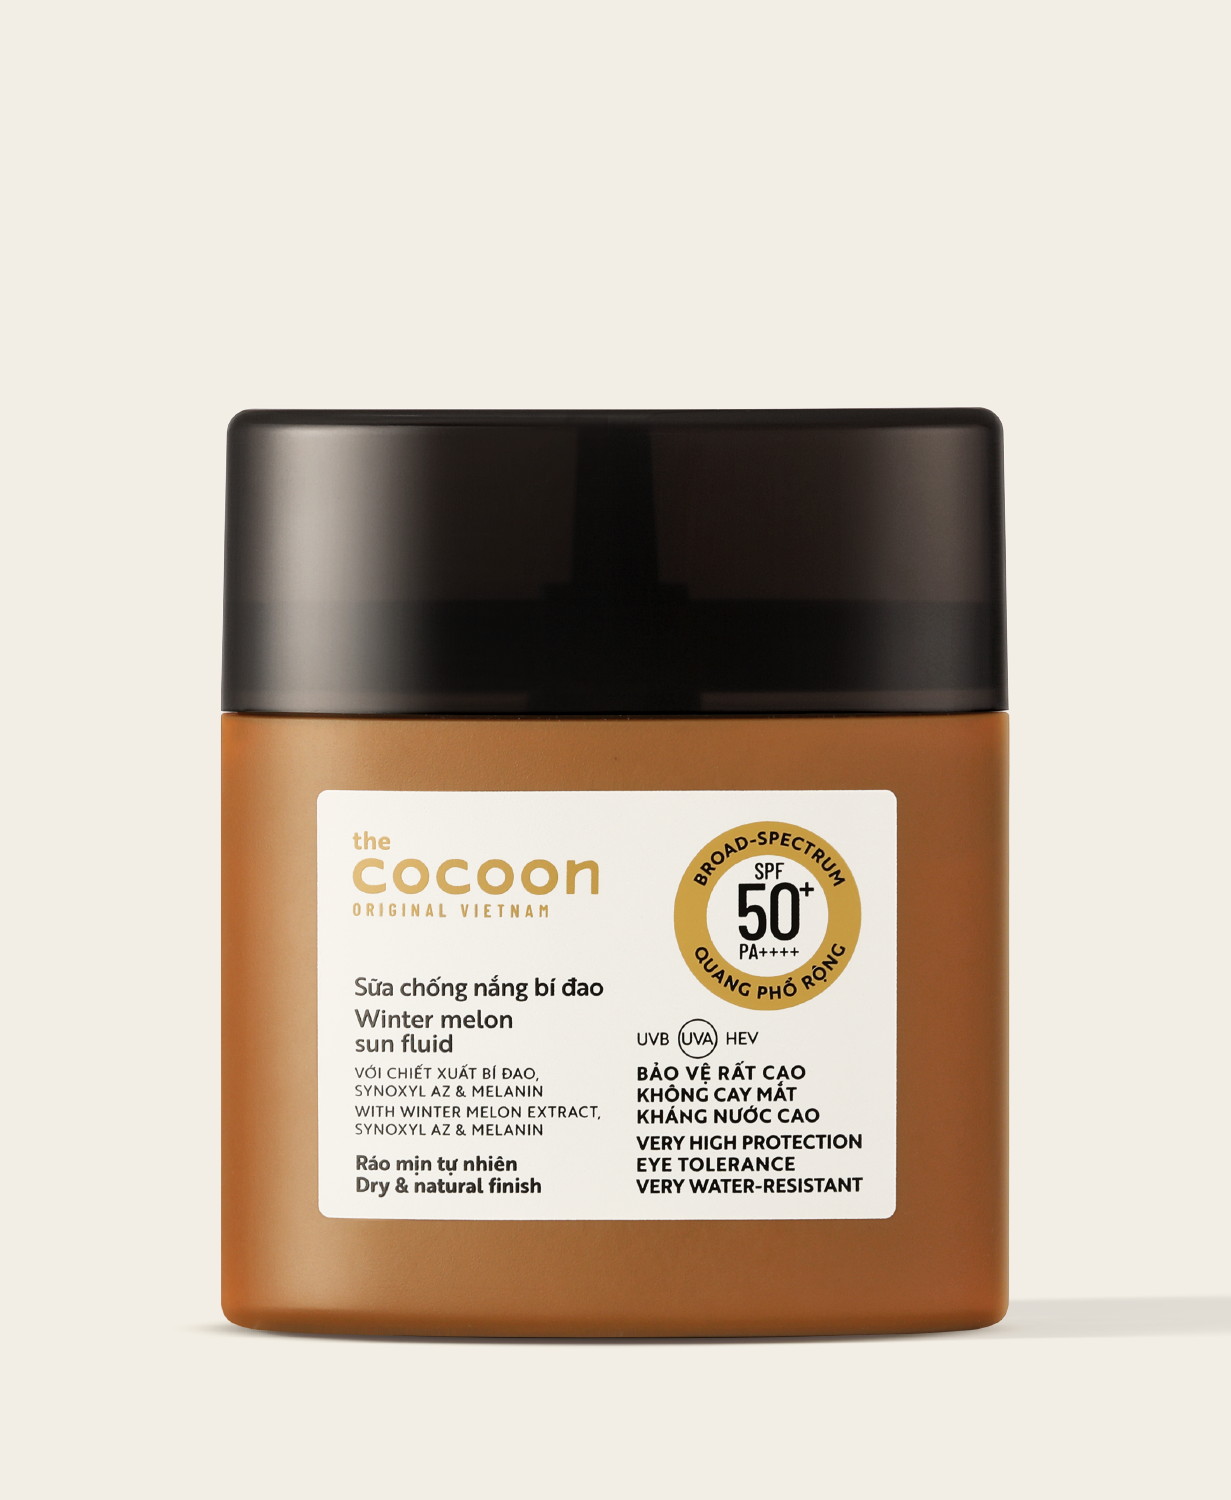 the
cocoon
ORIGINAL VIETNAM
Sữa chống nắng bí đao
Winter melon
sun fluid
VỚI CHIẾT XUẤT BÍ ĐAO,
SYNOXYL AZ & MELANIN
WITH WINTER MELON EXTRACT,
SYNOXYL AZ & MELANIN
Ráo mịn tự nhiên
Dry & natural finish
BROAD-SPECTRUM
SPF
50+
PA++++
QUANG PHỔ RỘNG
UVB UVA HEV
BẢO VỆ RẤT CAO
KHÔNG CAY MẮT
KHÁNG NƯỚC CAO
VERY HIGH PROTECTION
EYE TOLERANCE
VERY WATER-RESISTANT